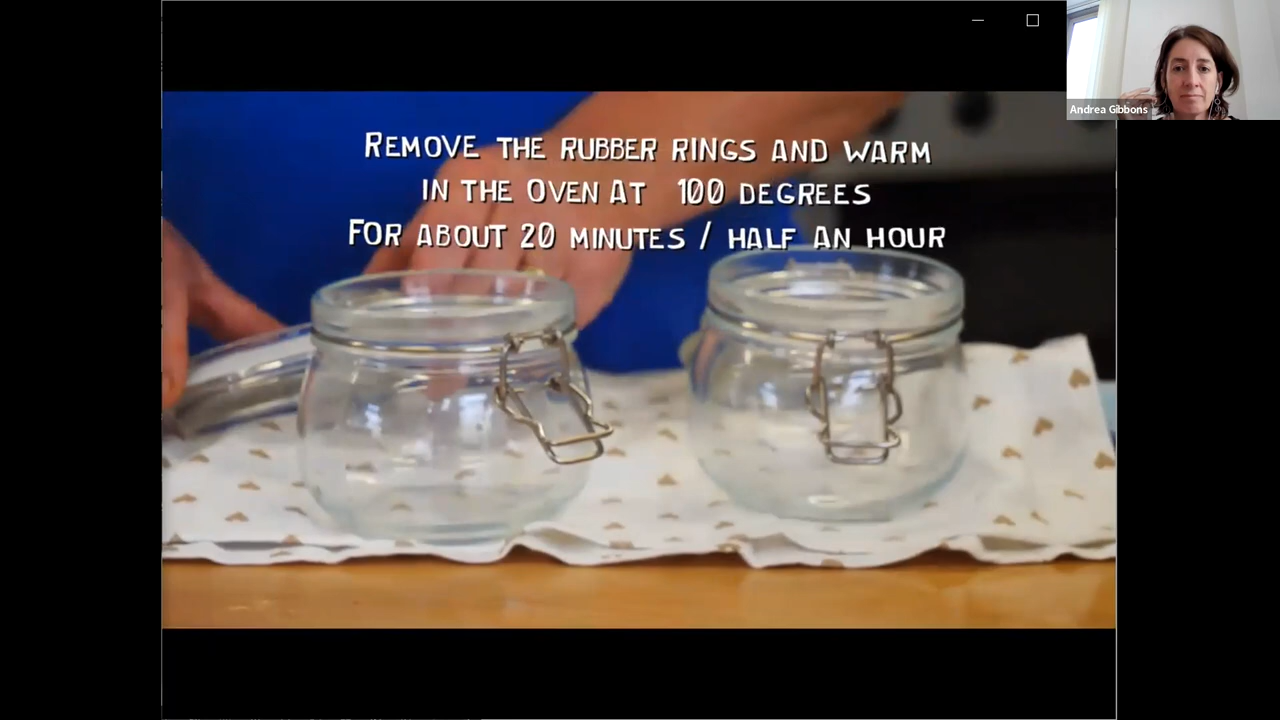 REMOVE THE RUBBER RINGS AND WARM
IN THE OVEN AT 100 DEGREES
FOR ABOUT 20 MINUTES / HALF AN HOUR
Andrea Gibbons